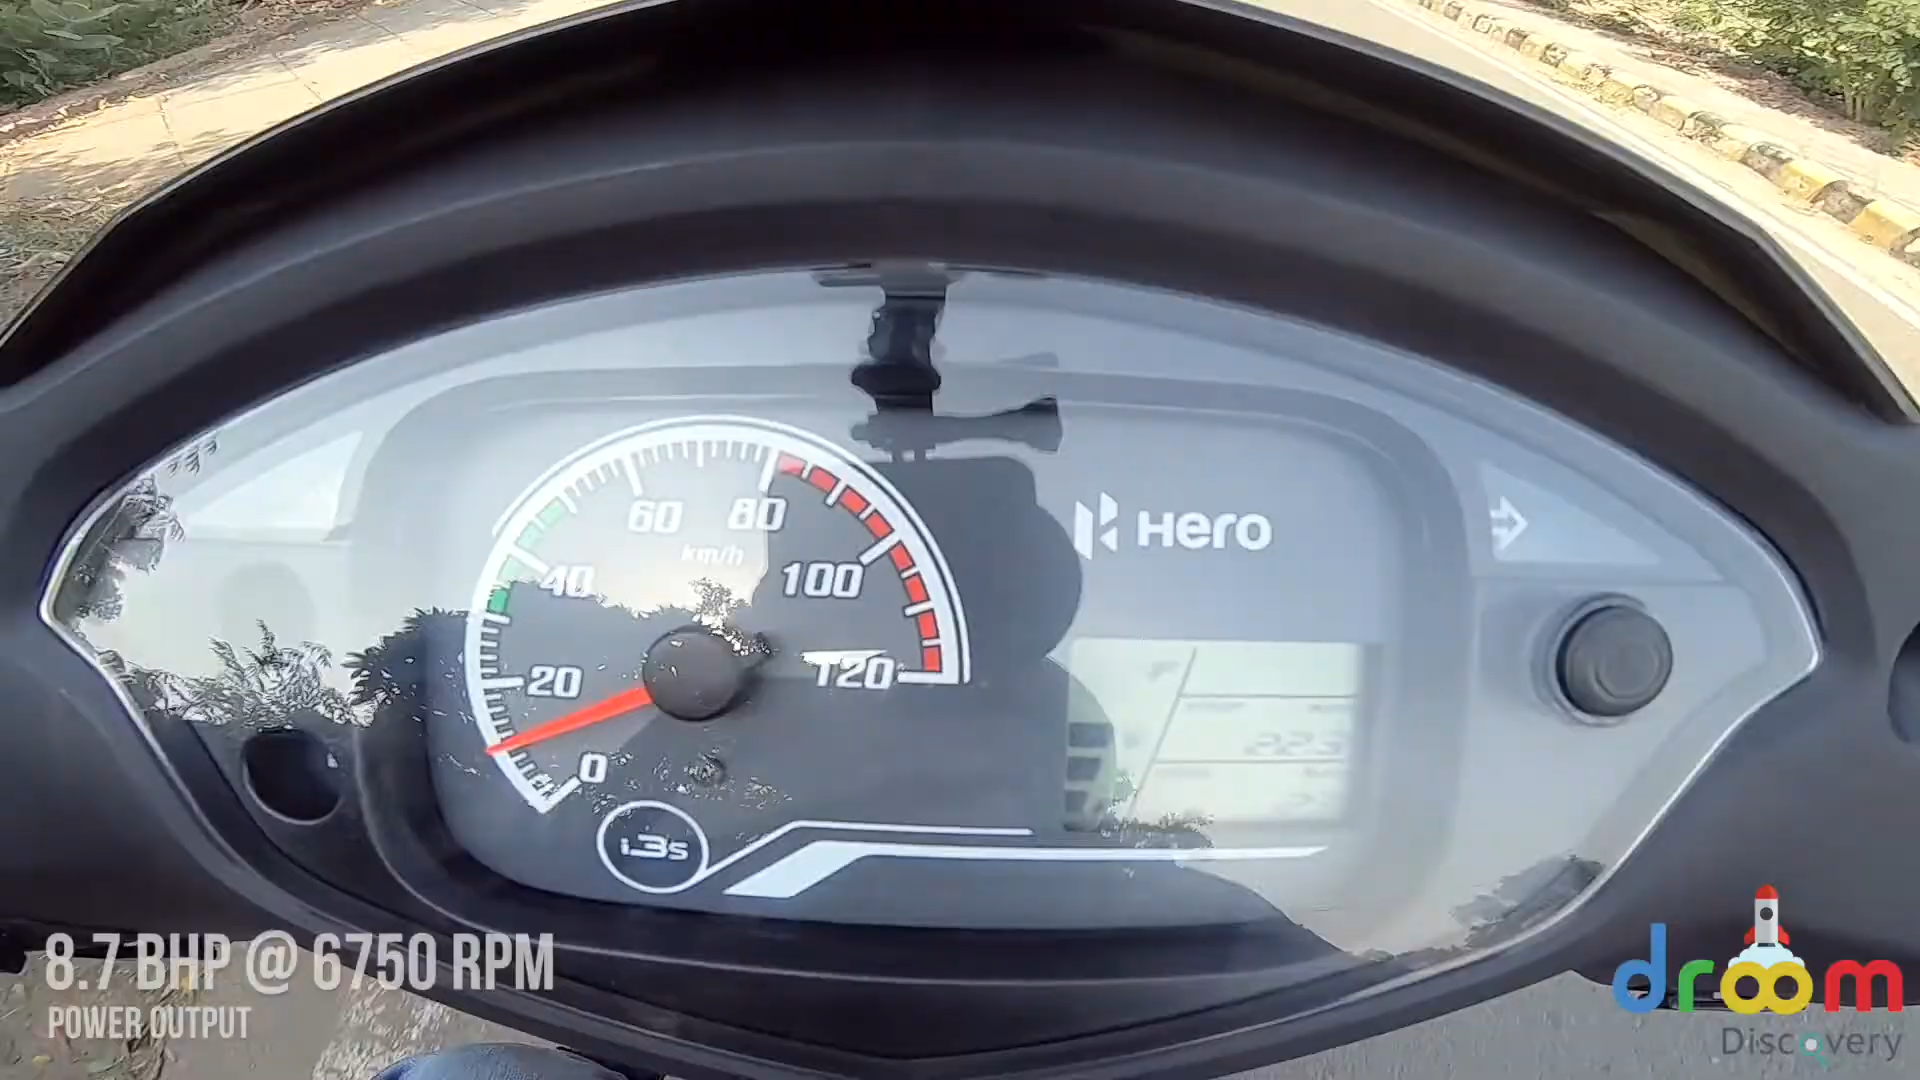 60 80
km/h
40 100
20 120
0
i3s
Hero
223
8.7 BHP @ 6750 RPM
POWER OUTPUT
droom
Discovery